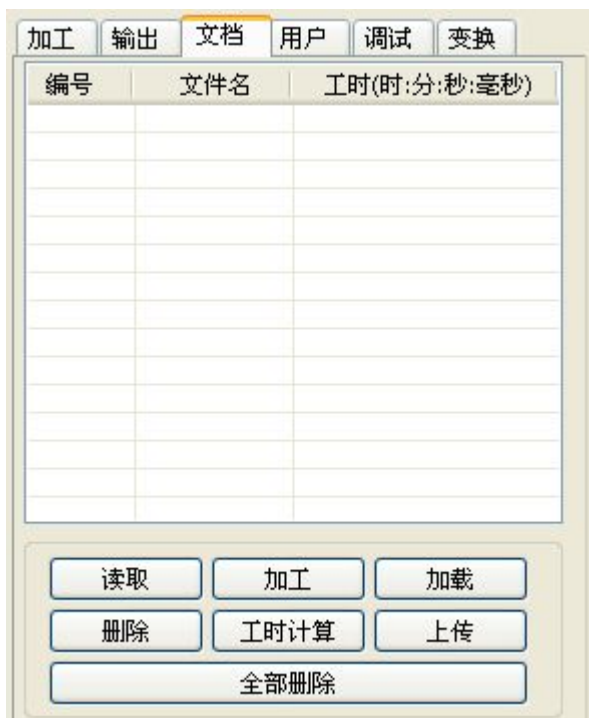 加工 输出 文档 用户 调试 变换
编号 文件名 工时(时:分:秒:毫秒)
读取 加工 加载
删除 工时计算 上传
全部删除